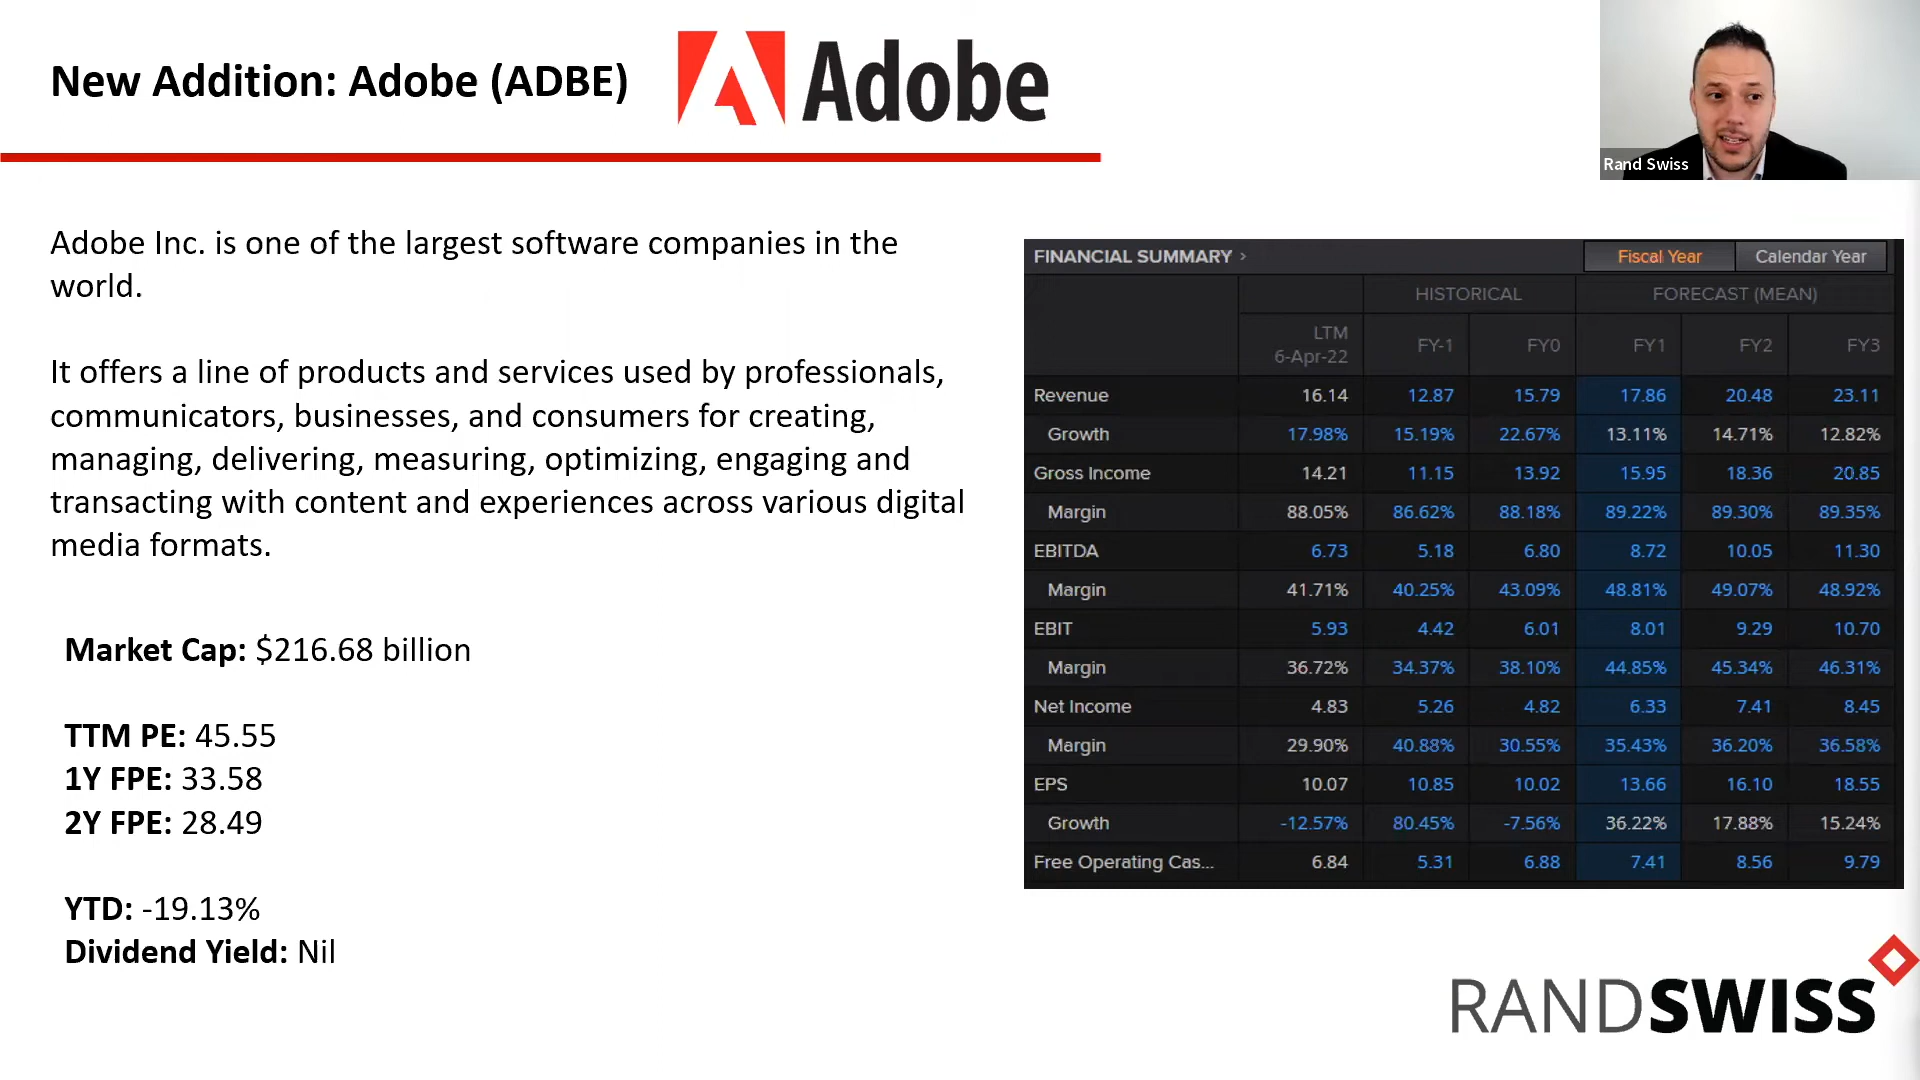 New Addition: Adobe (ADBE)
Adobe
Rand Swiss
Adobe Inc. is one of the largest software companies in the
world.
It offers a line of products and services used by professionals,
communicators, businesses, and consumers for creating,
managing, delivering, measuring, optimizing, engaging and
transacting with content and experiences across various digital
media formats.
Market Cap: $216.68 billion
TTM PE: 45.55
1Y FPE: 33.58
2Y FPE: 28.49
YTD: -19.13%
Dividend Yield: Nil
FINANCIAL SUMMARY > Fiscal Year Calendar Year
HISTORICAL FORECAST (MEAN)
LTM
6-Apr-22 FY-1 FY0 FY1 FY2 FY3
Revenue 16.14 12.87 15.79 17.86 20.48 23.11
Growth 17.98% 15.19% 22.67% 13.11% 14.71% 12.82%
Gross Income 14.21 11.15 13.92 15.95 18.36 20.85
Margin 88.05% 86.62% 88.18% 89.22% 89.30% 89.35%
EBITDA 6.73 5.18 6.80 8.72 10.05 11.30
Margin 41.71% 40.25% 43.09% 48.81% 49.07% 48.92%
EBIT 5.93 4.42 6.01 8.01 9.29 10.70
Margin 36.72% 34.37% 38.10% 44.85% 45.34% 46.31%
Net Income 4.83 5.26 4.82 6.33 7.41 8.45
Margin 29.90% 40.88% 30.55% 35.43% 36.20% 36.58%
EPS 10.07 10.85 10.02 13.66 16.10 18.55
Growth -12.57% 80.45% -7.56% 36.22% 17.88% 15.24%
Free Operating Cas... 6.84 5.31 6.88 7.41 8.56 9.79
RANDSWISS